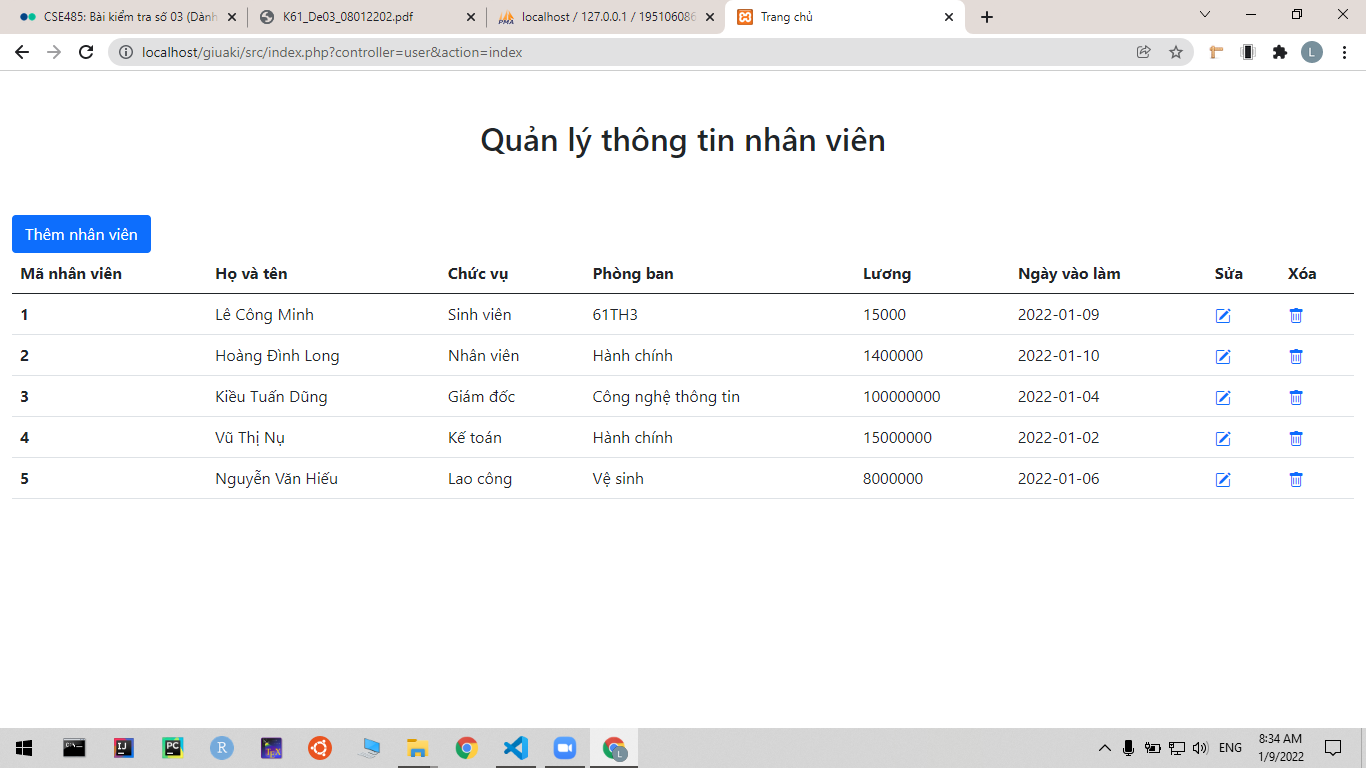 CSE485: Bài kiểm tra số 03 (Dành
K61_De03_08012202.pdf
localhost / 127.0.0.1 / 195106086
Trang chủ
localhost/giuaki/src/index.php?controller=user&action=index
L
Quản lý thông tin nhân viên
Thêm nhân viên
Mã nhân viên Họ và tên Chức vụ Phòng ban Lương Ngày vào làm Sửa Xóa
1 Lê Công Minh Sinh viên 61TH3 15000 2022-01-09
2 Hoàng Đình Long Nhân viên Hành chính 1400000 2022-01-10
3 Kiều Tuấn Dũng Giám đốc Công nghệ thông tin 100000000 2022-01-04
4 Vũ Thị Nụ Kế toán Hành chính 15000000 2022-01-02
5 Nguyễn Văn Hiếu Lao công Vệ sinh 8000000 2022-01-06
ENG
8:34 AM
1/9/2022